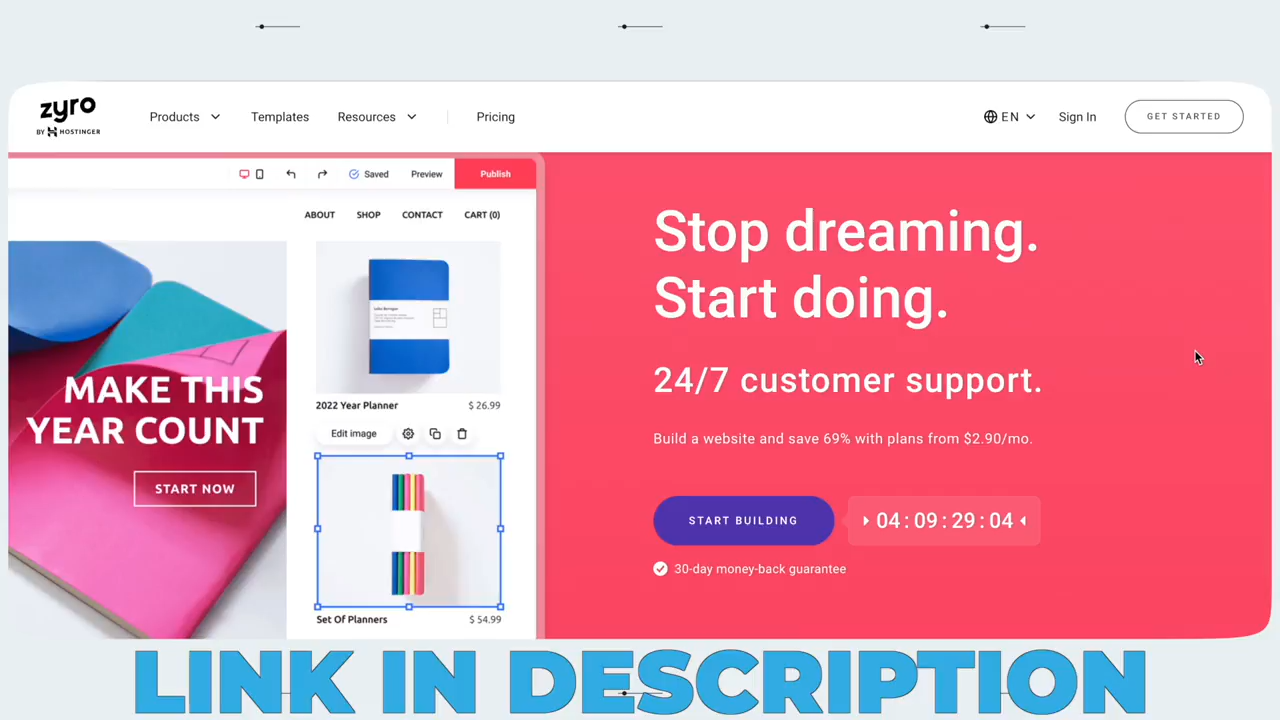 zyro
BY HOSTINGER
Products
Templates
Resources
Pricing
EN
Sign In
GET STARTED
Saved
Preview
Publish
ABOUT
SHOP
CONTACT
CART (0)
MAKE THIS
YEAR COUNT
START NOW
2022 Year Planner
$ 26.99
Edit image
Set Of Planners
$ 54.99
Stop dreaming.
Start doing.
24/7 customer support.
Build a website and save 69% with plans from $2.90/mo.
START BUILDING
04:09:29:04
30-day money-back guarantee
LINK IN DESCRIPTION